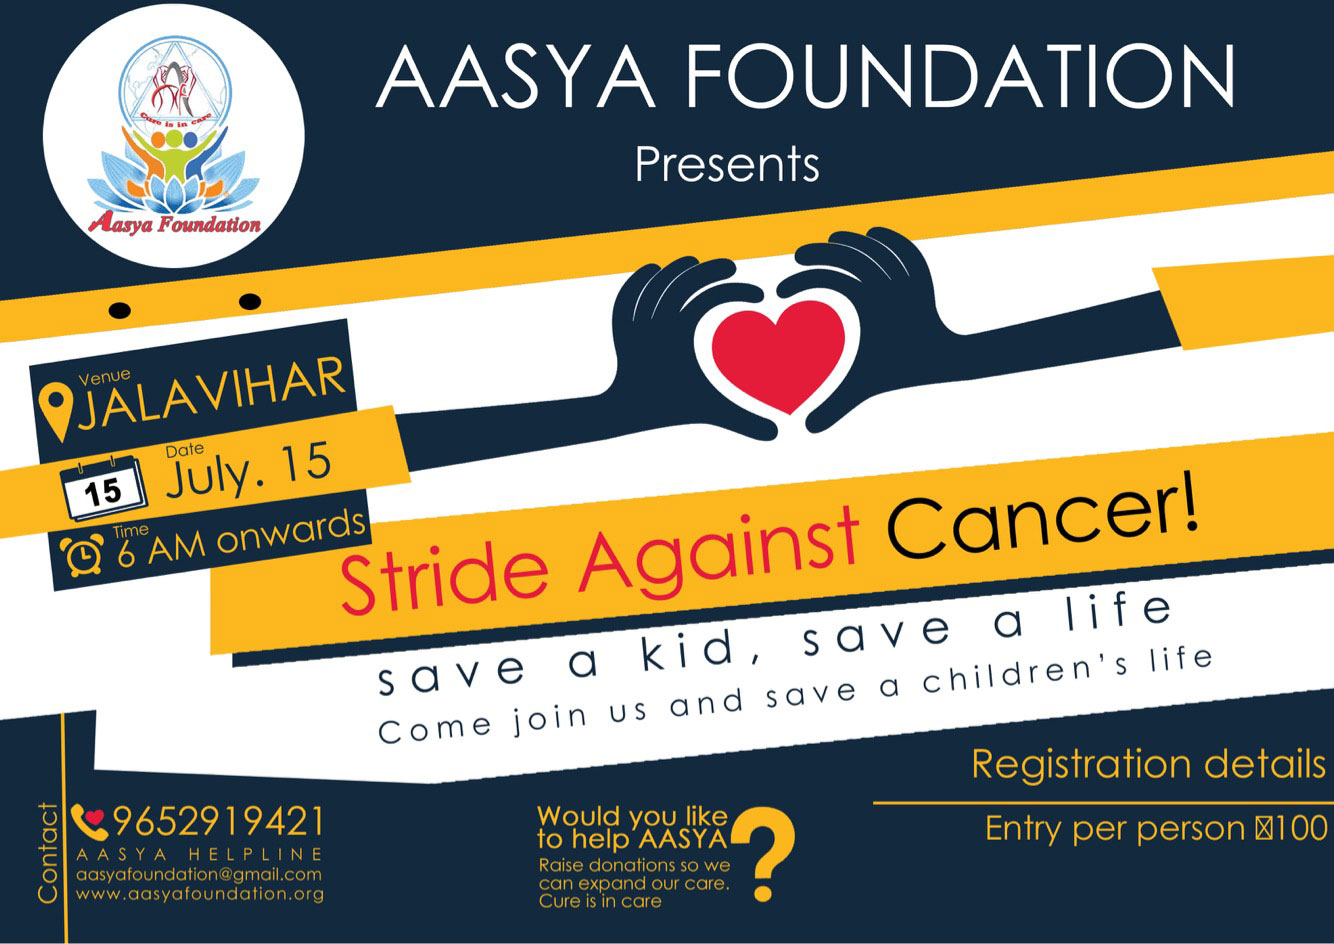 Cure is in care
Aasya Foundation
AASYA FOUNDATION
Presents
Venue
JALAVIHAR
Date
July. 15
15
Time
6 AM onwards
Stride Against Cancer!
save a kid, save a life
Come join us and save a children's life
Contact
9652919421
AASYA HELPLINE
aasyafoundation@gmail.com
www.aasyafoundation.org
Would you like
to help AASYA
?
Raise donations so we
can expand our care.
Cure is in care
Registration details
Entry per person 100